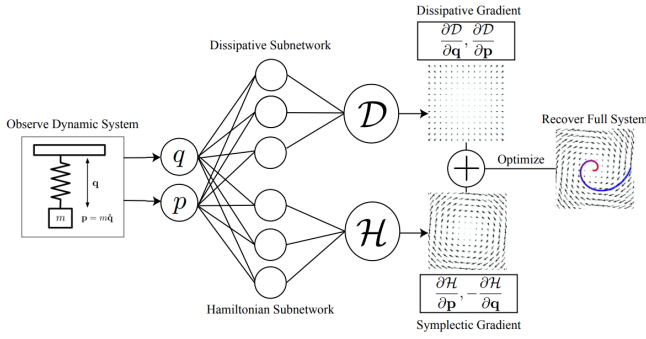 Dissipative Gradient
∂𝒟/∂𝐪, ∂𝒟/∂𝐩
Dissipative Subnetwork
Observe Dynamic System
𝐪
m
𝐩 = m𝐪̇
q
p
𝒟
ℋ
+
Optimize
Recover Full System
Hamiltonian Subnetwork
∂ℋ/∂𝐩, −∂ℋ/∂𝐪
Symplectic Gradient